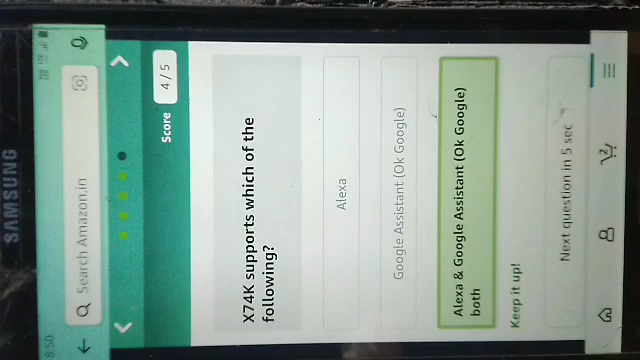 SAMSUNG
8:50
Search Amazon.in
Score
4 / 5
X74K supports which of the
following?
Alexa
Google Assistant (Ok Google)
Alexa & Google Assistant (Ok Google)
both
Keep it up!
Next question in 5 sec